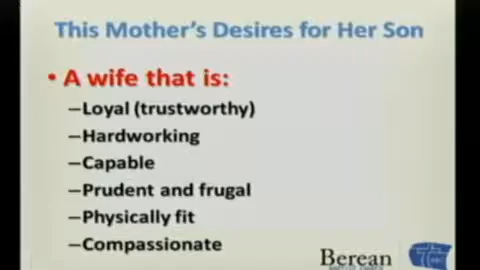 This Mother's Desires for Her Son
• A wife that is:
–Loyal (trustworthy)
–Hardworking
–Capable
–Prudent and frugal
–Physically fit
–Compassionate
Berean